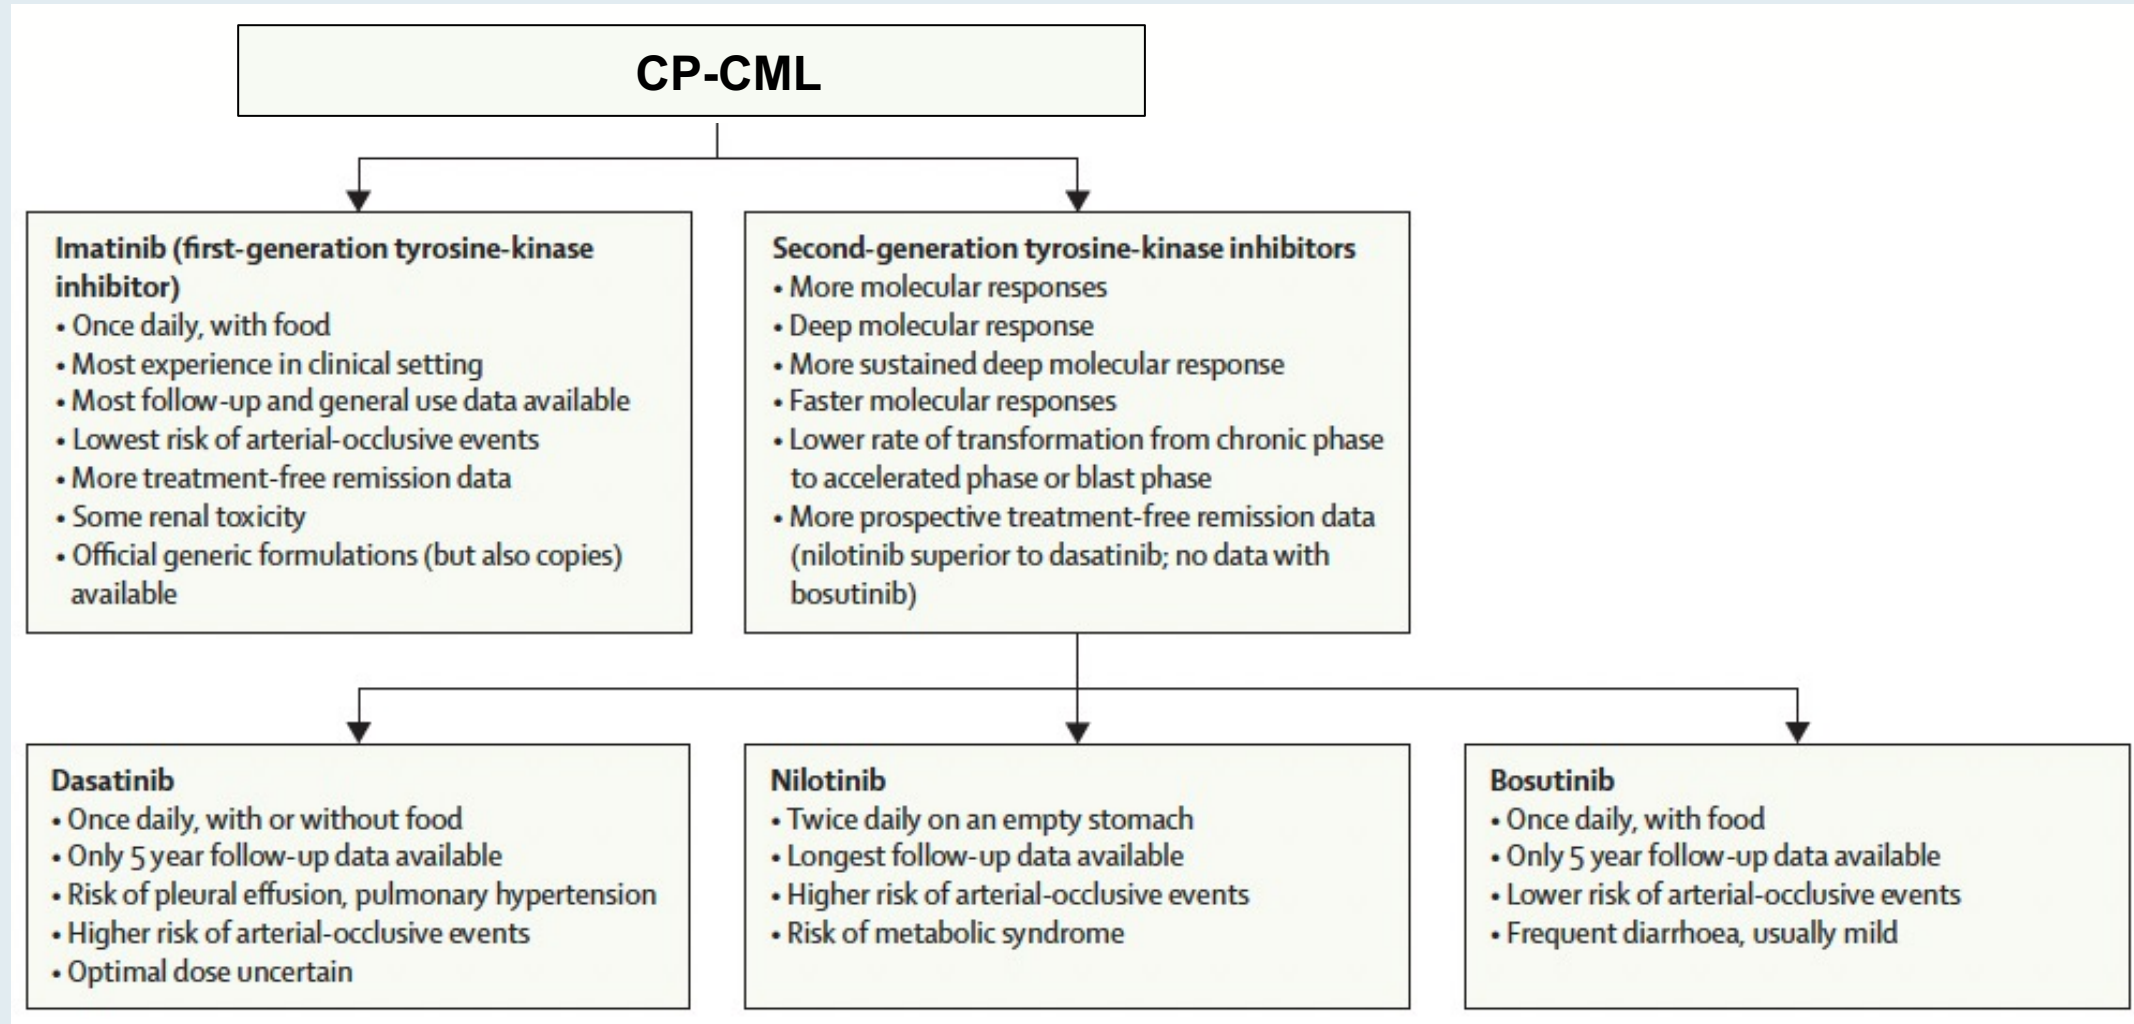 CP-CML
Imatinib (first-generation tyrosine-kinase
inhibitor)
• Once daily, with food
• Most experience in clinical setting
• Most follow-up and general use data available
• Lowest risk of arterial-occlusive events
• More treatment-free remission data
• Some renal toxicity
• Official generic formulations (but also copies)
available
Second-generation tyrosine-kinase inhibitors
• More molecular responses
• Deep molecular response
• More sustained deep molecular response
• Faster molecular responses
• Lower rate of transformation from chronic phase
to accelerated phase or blast phase
• More prospective treatment-free remission data
(nilotinib superior to dasatinib; no data with
bosutinib)
Dasatinib
• Once daily, with or without food
• Only 5 year follow-up data available
• Risk of pleural effusion, pulmonary hypertension
• Higher risk of arterial-occlusive events
• Optimal dose uncertain
Nilotinib
• Twice daily on an empty stomach
• Longest follow-up data available
• Higher risk of arterial-occlusive events
• Risk of metabolic syndrome
Bosutinib
• Once daily, with food
• Only 5 year follow-up data available
• Lower risk of arterial-occlusive events
• Frequent diarrhoea, usually mild